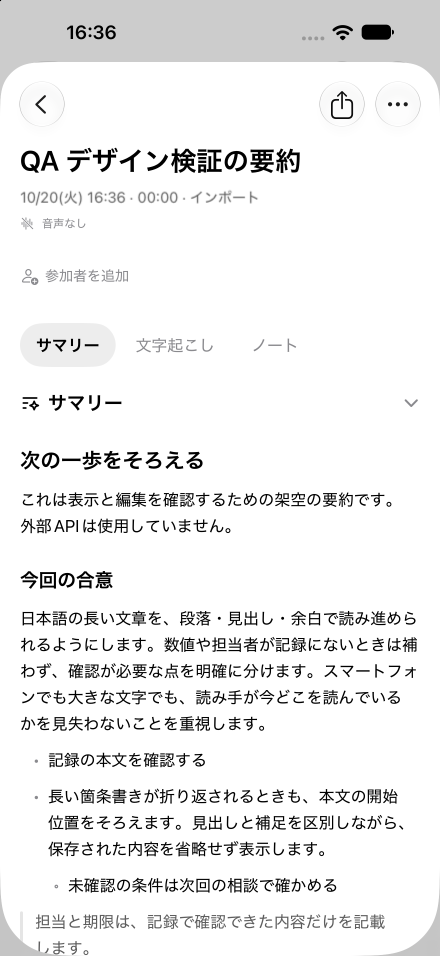 16:36
QA デザイン検証の要約
10/20(火) 16:36 · 00:00 · インポート
音声なし
参加者を追加
サマリー 文字起こし ノート
サマリー
次の一歩をそろえる
これは表示と編集を確認するための架空の要約です。
外部APIは使用していません。
今回の合意
日本語の長い文章を、段落・見出し・余白で読み進めら
れるようにします。数値や担当者が記録にないときは補
わず、確認が必要な点を明確に分けます。スマートフォ
ンでも大きな文字でも、読み手が今どこを読んでいる
かを見失わないことを重視します。
• 記録の本文を確認する
• 長い箇条書きが折り返されるときも、本文の開始
位置をそろえます。見出しと補足を区別しながら、
保存された内容を省略せず表示します。
◦ 未確認の条件は次回の相談で確かめる
担当と期限は、記録で確認できた内容だけを記載
します。